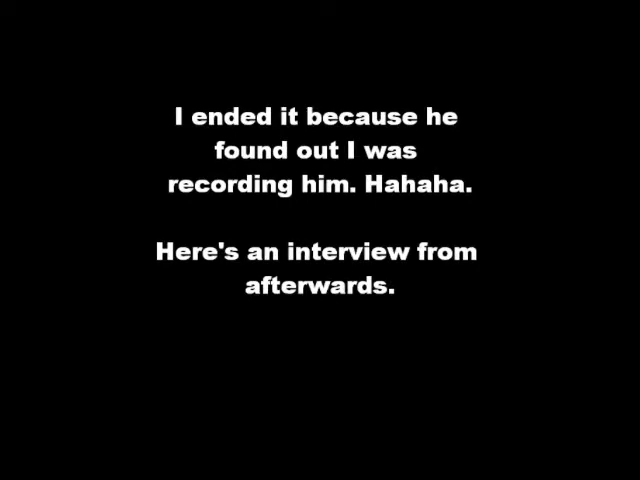 I ended it because he
found out I was
recording him. Hahaha.
Here's an interview from
afterwards.